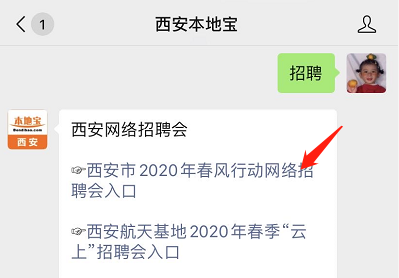 1
西安本地宝
招聘
本地宝
Bendibao.com
西安
西安网络招聘会
☞西安市2020年春风行动网络招
聘会入口
☞西安航天基地2020年春季“云
上”招聘会入口